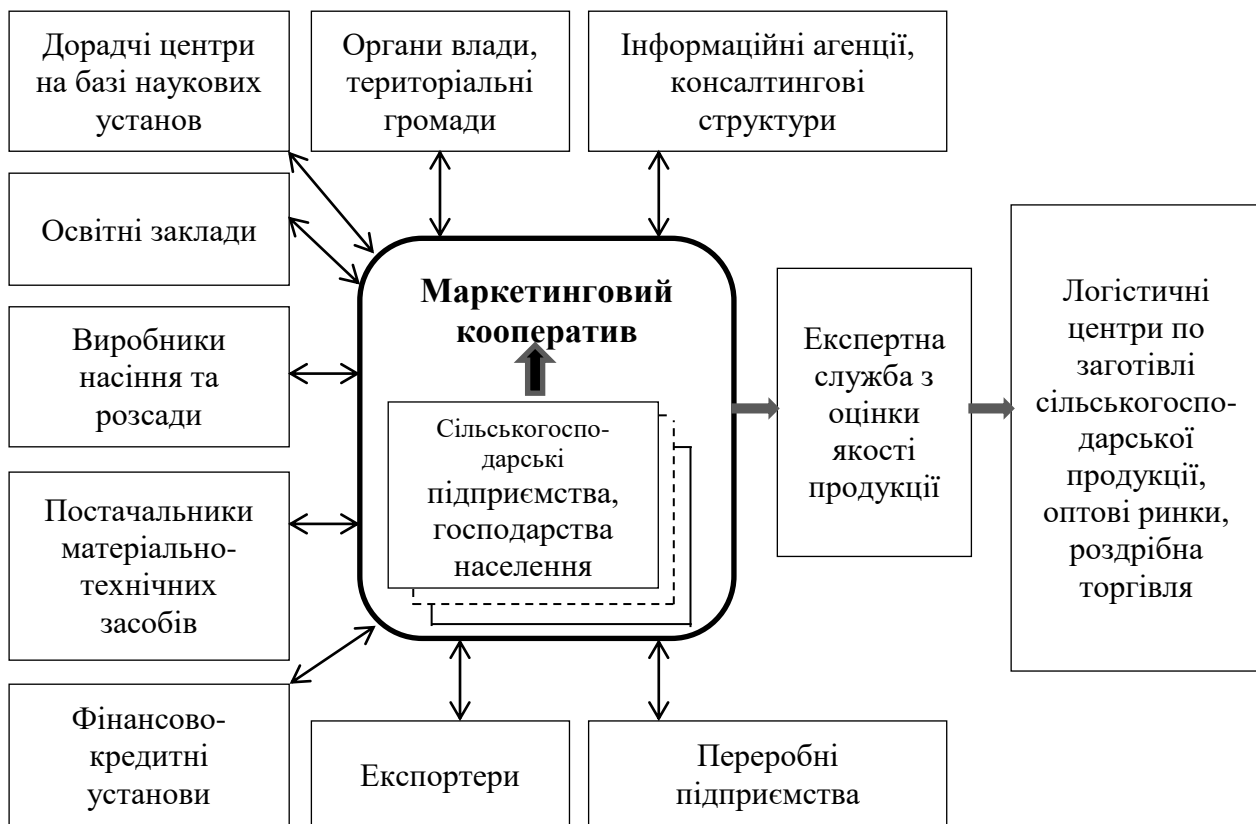 Дорадчі центри
на базі наукових
установ
Органи влади,
територіальні
громади
Інформаційні агенції,
консалтингові
структури
Освітні заклади
Виробники
насіння та
розсади
Постачальники
матеріально-
технічних
засобів
Фінансово-
кредитні
установи
Маркетинговий
кооператив
Сільськогоспо-
дарські
підприємства,
господарства
населення
Експортери
Переробні
підприємства
Експертна
служба з
оцінки
якості
продукції
Логістичні
центри по
заготівлі
сільськогоспо-
дарської
продукції,
оптові ринки,
роздрібна
торгівля